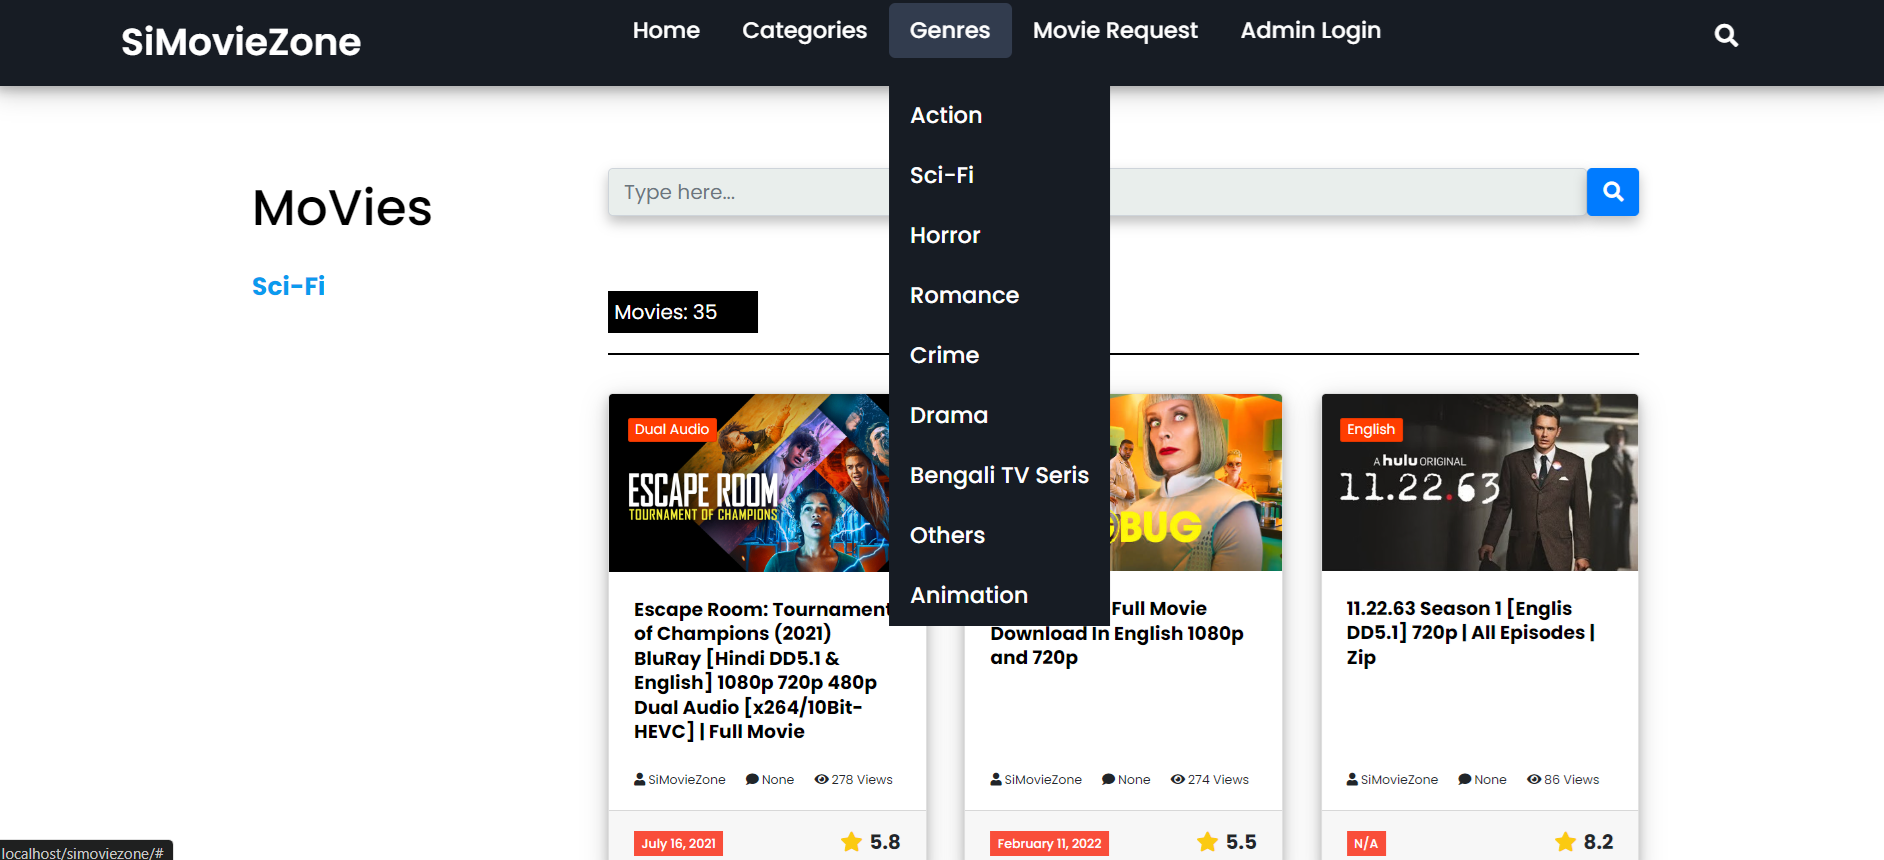 SiMovieZone
Home
Categories
Genres
Movie Request
Admin Login
Action
Sci-Fi
Horror
Romance
Crime
Drama
Bengali TV Seris
Others
Animation
MoVies
Sci-Fi
Type here...
Movies: 35
Dual Audio
ESCAPE ROOM
TOURNAMENT OF CHAMPIONS
Escape Room: Tournament
of Champions (2021)
BluRay [Hindi DD5.1 &
English] 1080p 720p 480p
Dual Audio [x264/10Bit-
HEVC] | Full Movie
SiMovieZone
None
278 Views
July 16, 2021
5.8
BUG
Full Movie
Download In English 1080p
and 720p
SiMovieZone
None
274 Views
February 11, 2022
5.5
English
A hulu ORIGINAL
11.22.63
11.22.63 Season 1 [Englis
DD5.1] 720p | All Episodes |
Zip
SiMovieZone
None
86 Views
N/A
8.2
localhost/simoviezone/#